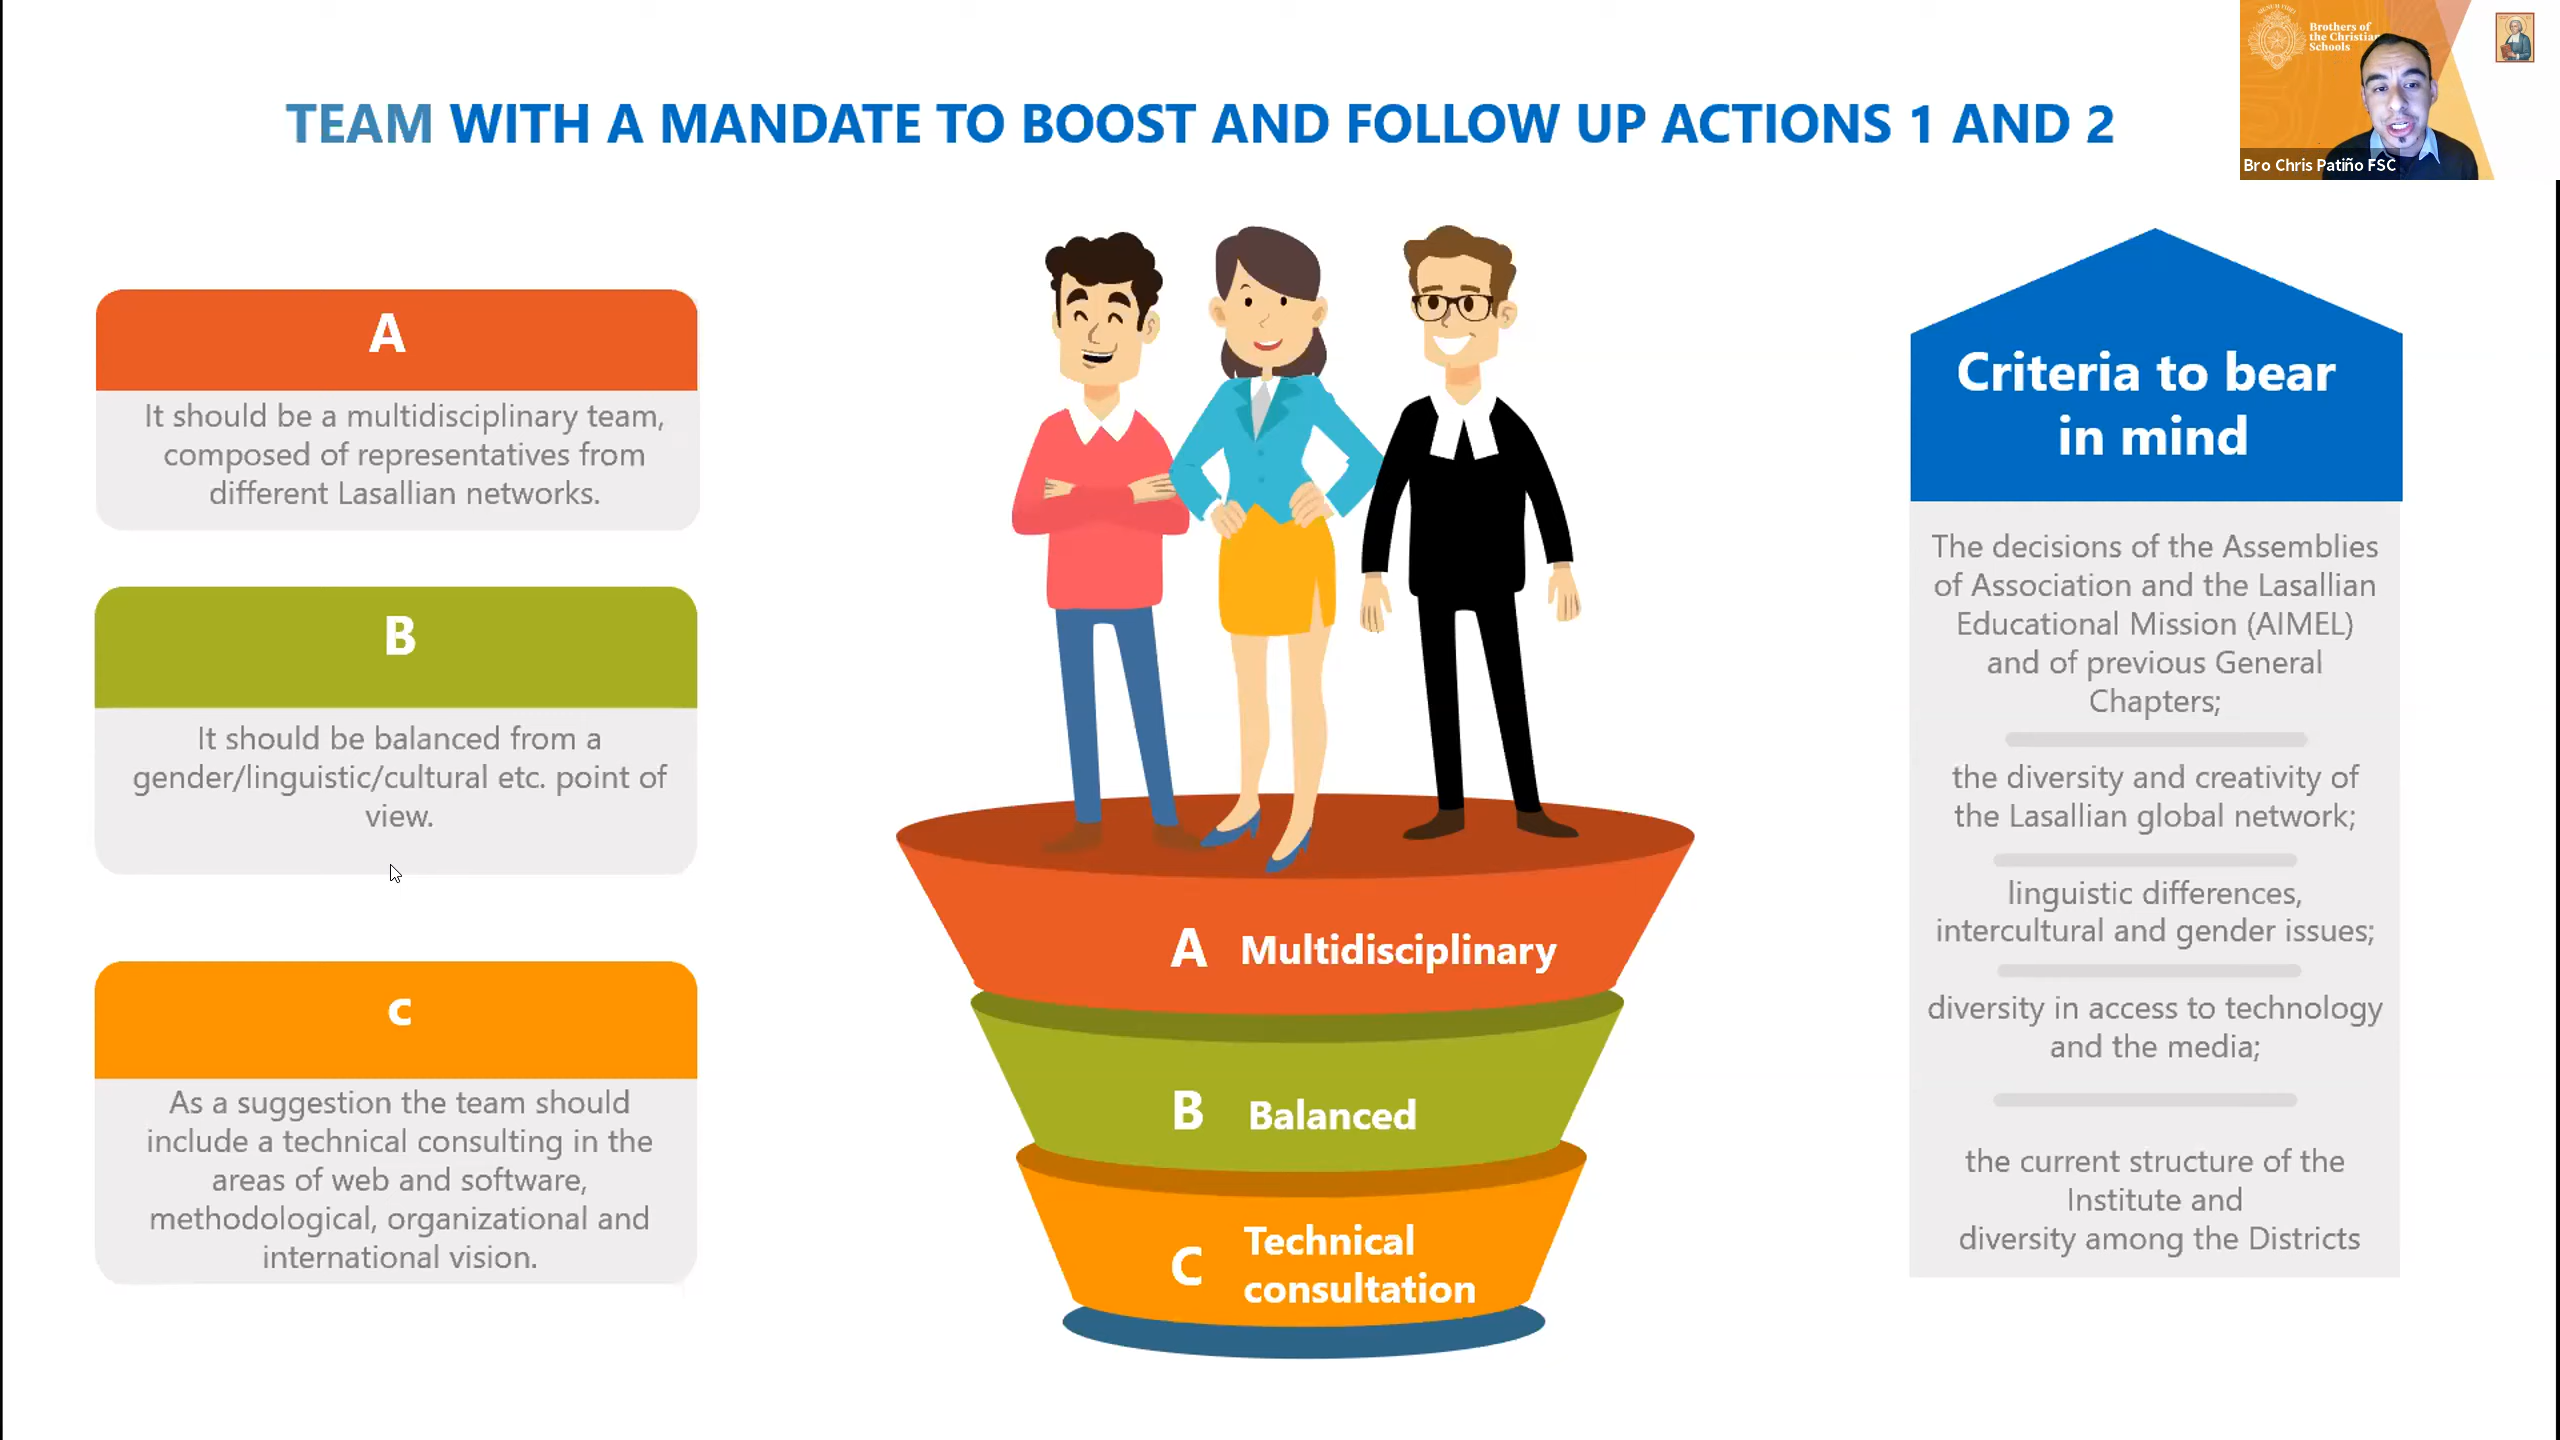 Brothers of
the Christian
Schools
Bro Chris Patiño FSC
TEAM WITH A MANDATE TO BOOST AND FOLLOW UP ACTIONS 1 AND 2
A
It should be a multidisciplinary team,
composed of representatives from
different Lasallian networks.
B
It should be balanced from a
gender/linguistic/cultural etc. point of
view.
c
As a suggestion the team should
include a technical consulting in the
areas of web and software,
methodological, organizational and
international vision.
A Multidisciplinary
B Balanced
C Technical
consultation
Criteria to bear
in mind
The decisions of the Assemblies
of Association and the Lasallian
Educational Mission (AIMEL)
and of previous General
Chapters;
the diversity and creativity of
the Lasallian global network;
linguistic differences,
intercultural and gender issues;
diversity in access to technology
and the media;
the current structure of the
Institute and
diversity among the Districts